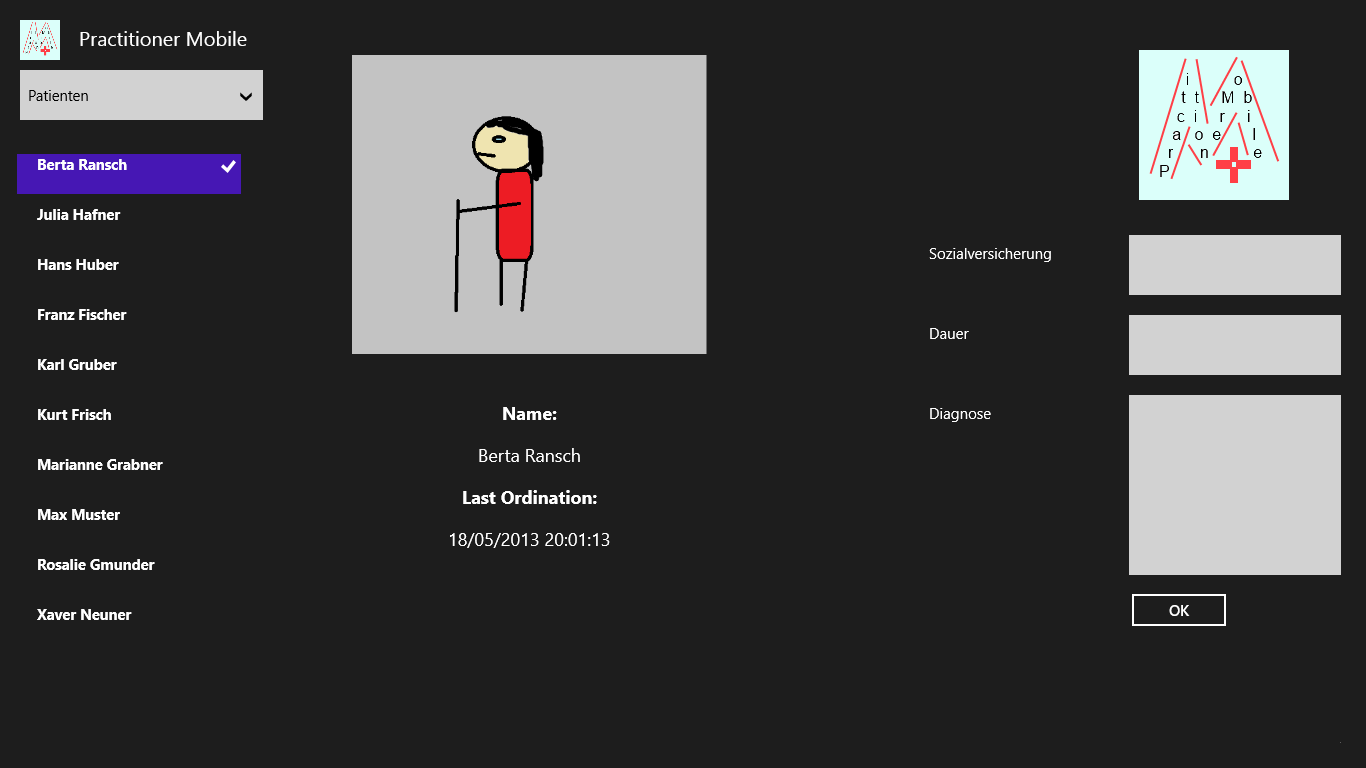 Practitioner Mobile
Patienten
Berta Ransch
Julia Hafner
Hans Huber
Franz Fischer
Karl Gruber
Kurt Frisch
Marianne Grabner
Max Muster
Rosalie Gmunder
Xaver Neuner
Name:
Berta Ransch
Last Ordination:
18/05/2013 20:01:13
Practitioner Mobile
Sozialversicherung
Dauer
Diagnose
OK